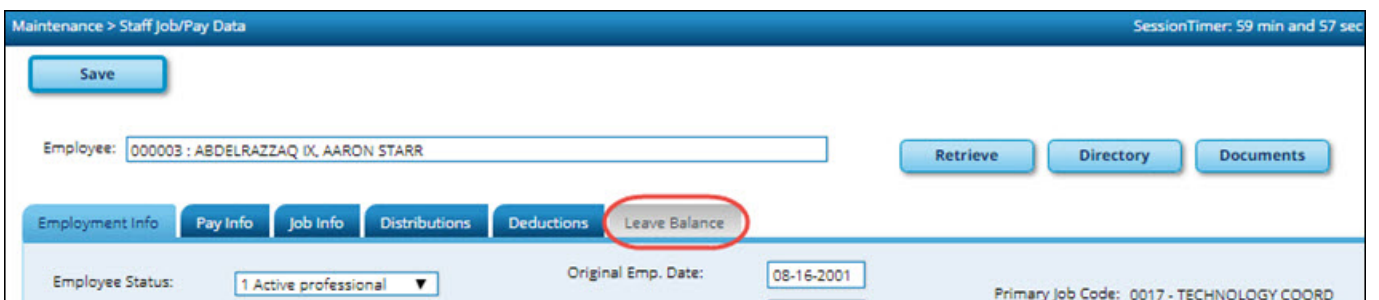 Maintenance > Staff Job/Pay Data SessionTimer: 59 min and 57 sec
Save
Employee: 000003 : ABDELRAZZAQ IX, AARON STARR Retrieve Directory Documents
Employment Info Pay Info Job Info Distributions Deductions Leave Balance
Employee Status: 1 Active professional Original Emp. Date: 08-16-2001 Primary Job Code: 0017 - TECHNOLOGY COORD